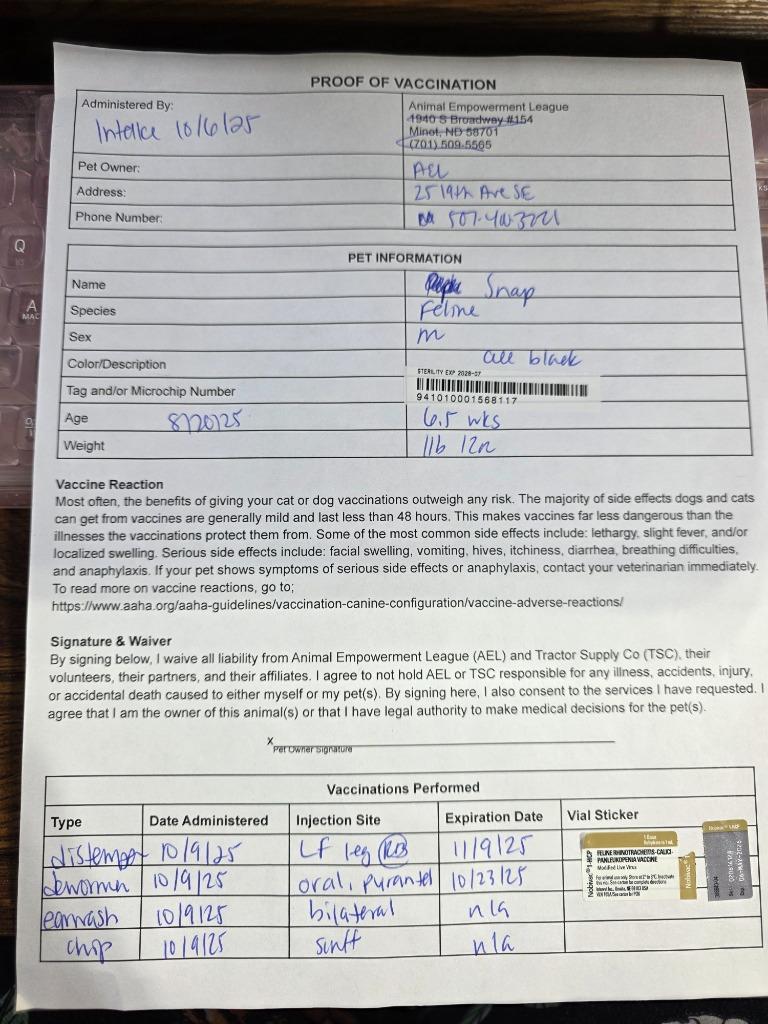 PROOF OF VACCINATION
Administered By:
Intake 10/6/25
Animal Empowerment League
1940 S Broadway #154
Minot, ND 58701
(701) 509-5565
Pet Owner:
AEL
Address:
25 19th Ave SE
Phone Number:
PET INFORMATION
Name
Snap
Species
Feline
Sex
m
Color/Description
all black
Tag and/or Microchip Number
STERILITY EXP 2028-07
941010001568117
Age
8/20/25
6.5 wks
Weight
1lb 12oz
Vaccine Reaction
Most often, the benefits of giving your cat or dog vaccinations outweigh any risk. The majority of side effects dogs and cats
can get from vaccines are generally mild and last less than 48 hours. This makes vaccines far less dangerous than the
illnesses the vaccinations protect them from. Some of the most common side effects include: lethargy, slight fever, and/or
localized swelling. Serious side effects include: facial swelling, vomiting, hives, itchiness, diarrhea, breathing difficulties,
and anaphylaxis. If your pet shows symptoms of serious side effects or anaphylaxis, contact your veterinarian immediately.
To read more on vaccine reactions, go to;
https://www.aaha.org/aaha-guidelines/vaccination-canine-configuration/vaccine-adverse-reactions/
Signature & Waiver
By signing below, I waive all liability from Animal Empowerment League (AEL) and Tractor Supply Co (TSC), their
volunteers, their partners, and their affiliates. I agree to not hold AEL or TSC responsible for any illness, accidents, injury,
or accidental death caused to either myself or my pet(s). By signing here, I also consent to the services I have requested. I
agree that I am the owner of this animal(s) or that I have legal authority to make medical decisions for the pet(s).
x
Pet Owner Signature
Vaccinations Performed
Type Date Administered Injection Site Expiration Date Vial Sticker
distemper 10/9/25 LF leg 11/9/25
dewormer 10/9/25 oral, pyrantel 10/23/25
earwash 10/9/25 bilateral n/a
chip 10/9/25 n/a
Nobivac® 1-HCP
FELINE RHINOTRACHEITIS-CALICI-
PANLEUKOPENIA VACCINE
Modified Live Virus
Nobivac®
Q
A
MAC